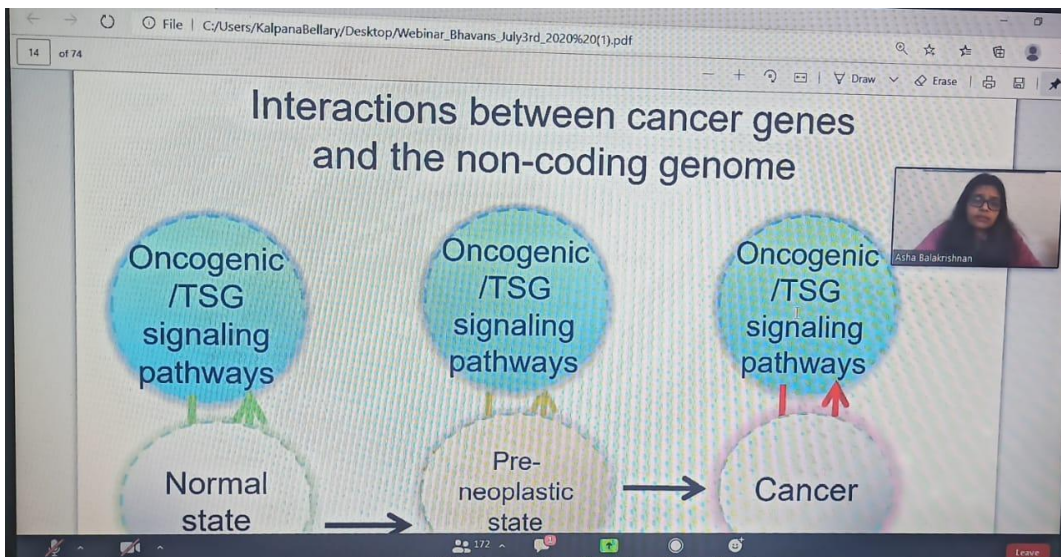 File | C:/Users/KalpanaBellary/Desktop/Webinar_Bhavans_July3rd_2020%20(1).pdf
14 of 74
Draw
Erase
Interactions between cancer genes
and the non-coding genome
Asha Balakrishnan
Oncogenic
/TSG
signaling
pathways
Oncogenic
/TSG
signaling
pathways
Oncogenic
/TSG
signaling
pathways
Normal
state
Pre-
neoplastic
state
Cancer
172
1
Leave